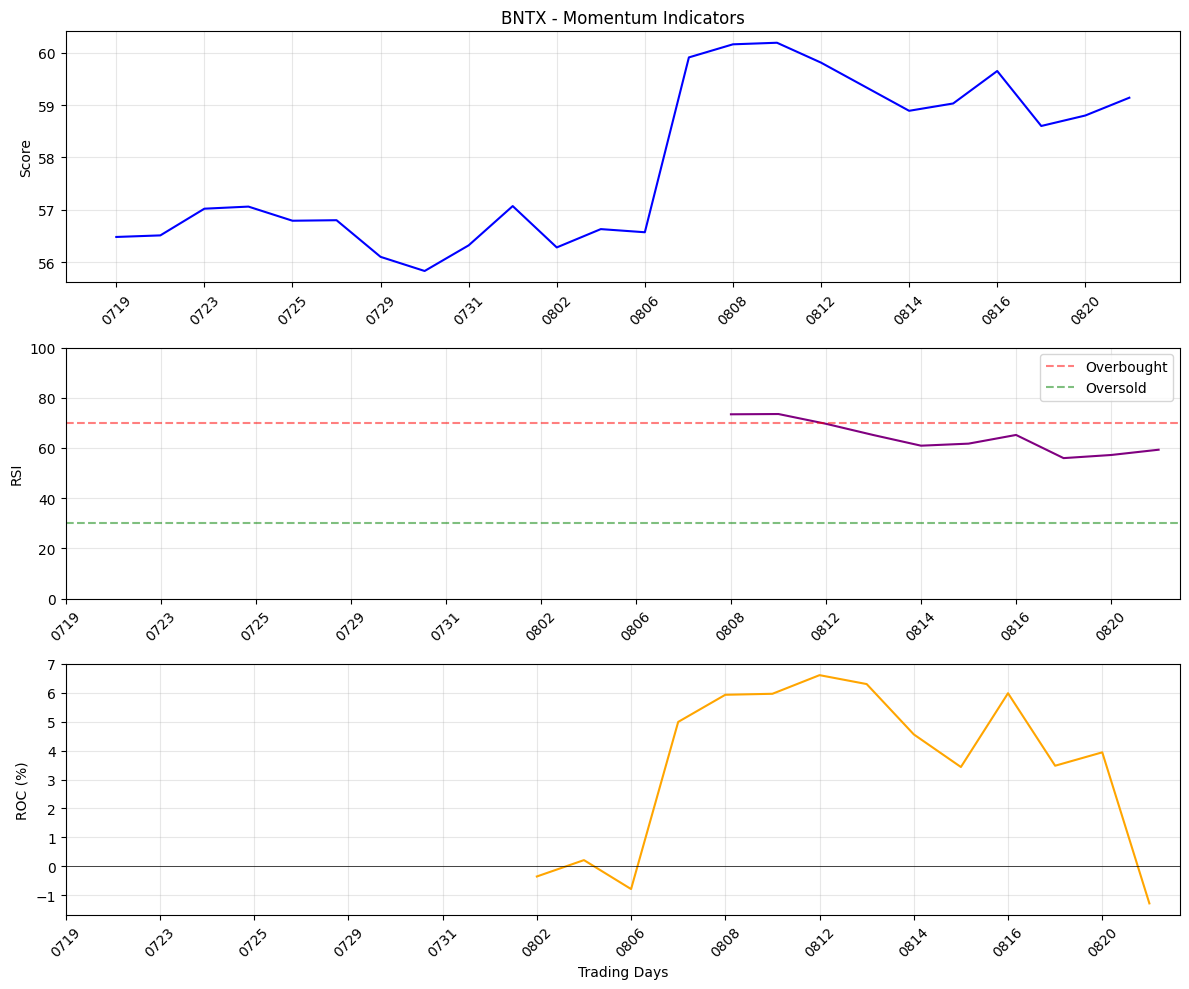 BNTX - Momentum Indicators
Score
60
59
58
57
56
0719 0723 0725 0729 0731 0802 0806 0808 0812 0814 0816 0820
RSI
100
80
60
40
20
0
Overbought
Oversold
0719 0723 0725 0729 0731 0802 0806 0808 0812 0814 0816 0820
ROC (%)
7
6
5
4
3
2
1
0
−1
0719 0723 0725 0729 0731 0802 0806 0808 0812 0814 0816 0820
Trading Days